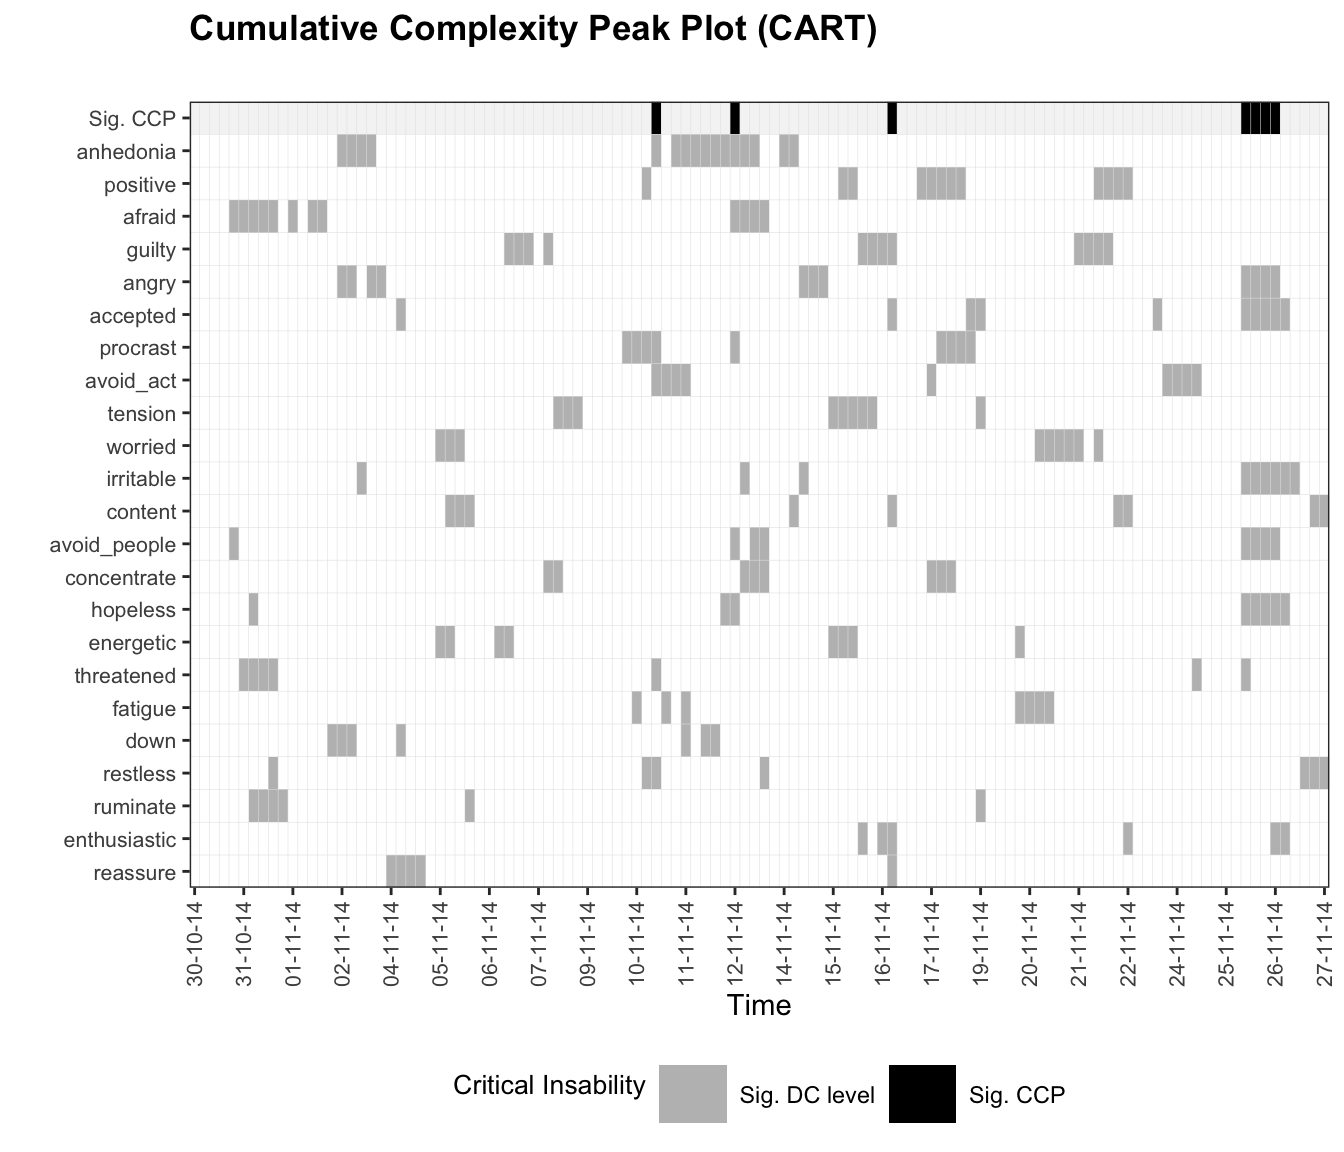 Cumulative Complexity Peak Plot (CART)
Sig. CCP
anhedonia
positive
afraid
guilty
angry
accepted
procrast
avoid_act
tension
worried
irritable
content
avoid_people
concentrate
hopeless
energetic
threatened
fatigue
down
restless
ruminate
enthusiastic
reassure
30-10-14
31-10-14
01-11-14
02-11-14
04-11-14
05-11-14
06-11-14
07-11-14
09-11-14
10-11-14
11-11-14
12-11-14
14-11-14
15-11-14
16-11-14
17-11-14
19-11-14
20-11-14
21-11-14
22-11-14
24-11-14
25-11-14
26-11-14
27-11-14
Time
Critical Insability Sig. DC level Sig. CCP